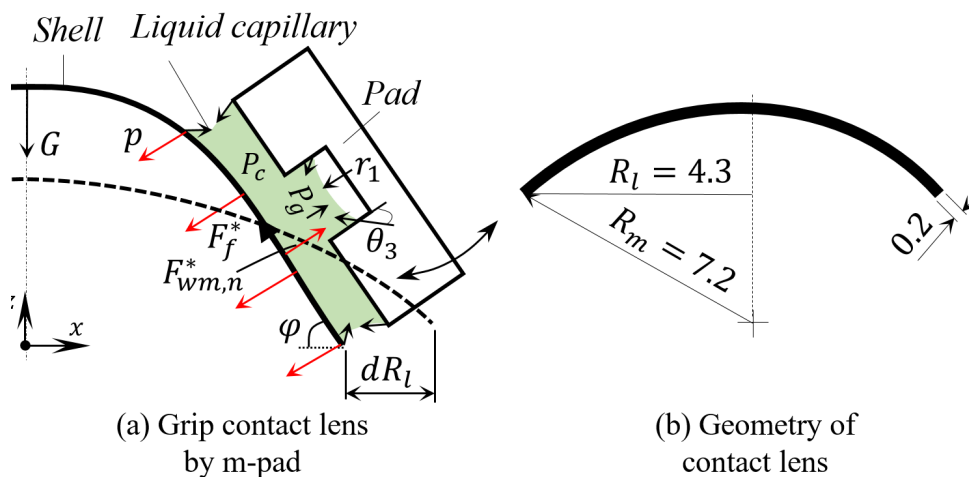 Shell
Liquid capillary
Pad
p
G
P_c
r_1
P_g
θ_3
F_f^*
F_{wm,n}^*
φ
z
x
dR_l
(a) Grip contact lens
by m-pad
R_l = 4.3
R_m = 7.2
0.2
(b) Geometry of
contact lens